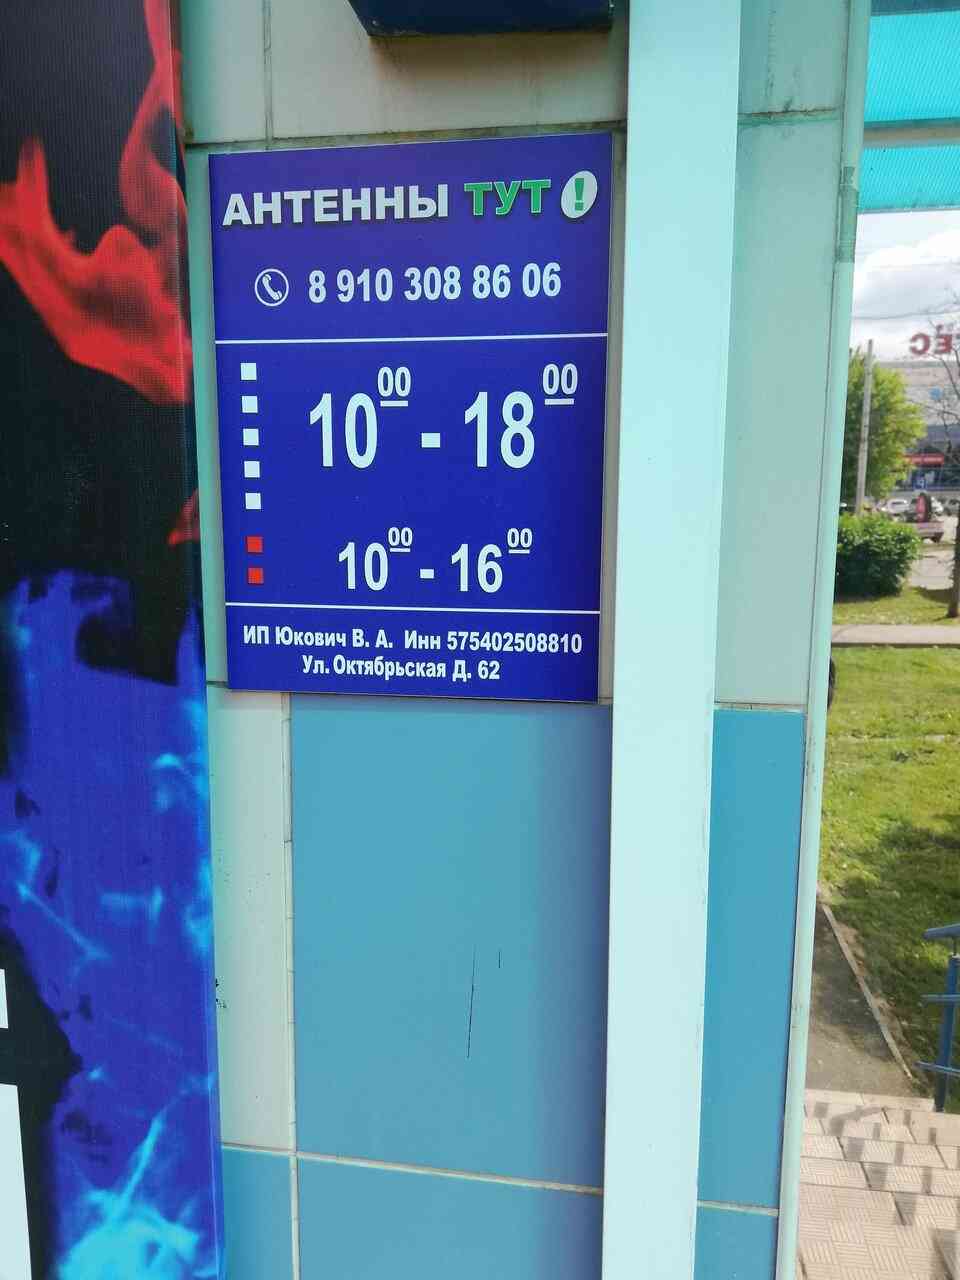 АНТЕННЫ ТУТ!
8 910 308 86 06
10 00 - 18 00
10 00 - 16 00
ИП Юкович В. А. Инн 575402508810
Ул. Октябрьская Д. 62